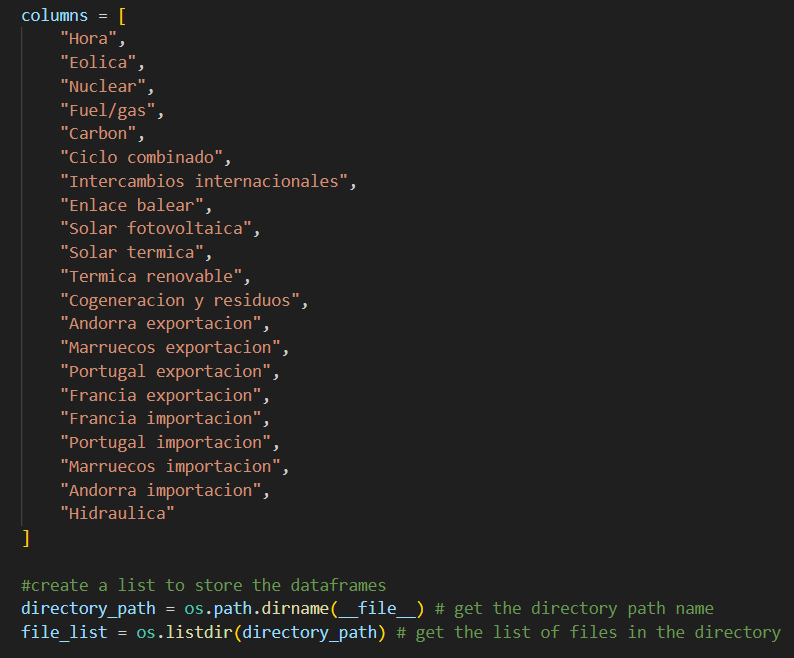 columns = [
    "Hora",
    "Eolica",
    "Nuclear",
    "Fuel/gas",
    "Carbon",
    "Ciclo combinado",
    "Intercambios internacionales",
    "Enlace balear",
    "Solar fotovoltaica",
    "Solar termica",
    "Termica renovable",
    "Cogeneracion y residuos",
    "Andorra exportacion",
    "Marruecos exportacion",
    "Portugal exportacion",
    "Francia exportacion",
    "Francia importacion",
    "Portugal importacion",
    "Marruecos importacion",
    "Andorra importacion",
    "Hidraulica"
]
#create a list to store the dataframes
directory_path = os.path.dirname(__file__) # get the directory path name
file_list = os.listdir(directory_path) # get the list of files in the directory